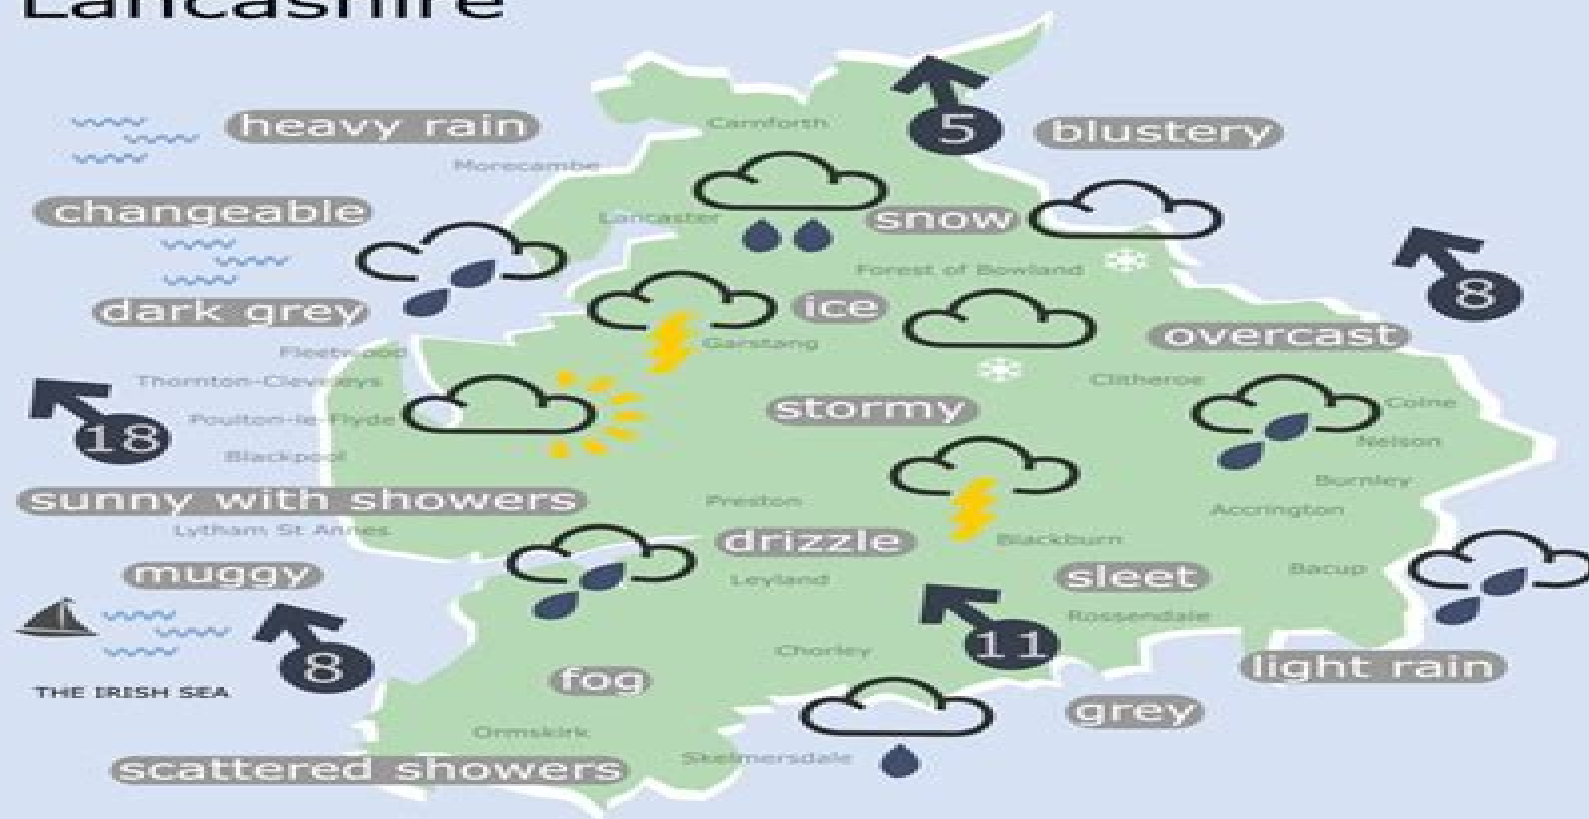 Lancashire
heavy rain
Carnforth
5
blustery
Morecambe
changeable
Lancaster
snow
Forest of Bowland
dark grey
ice
8
Fleetwood
Garstang
overcast
Thornton-Cleveleys
Clitheroe
18
Poulton-le-Flyde
stormy
Colne
Blackpool
Nelson
sunny with showers
Preston
Burnley
Accrington
Lytham St Annes
drizzle
Blackburn
muggy
Leyland
sleet
Bacup
Rossendale
8
Chorley
11
THE IRISH SEA
fog
light rain
grey
Ormskirk
Skelmersdale
scattered showers